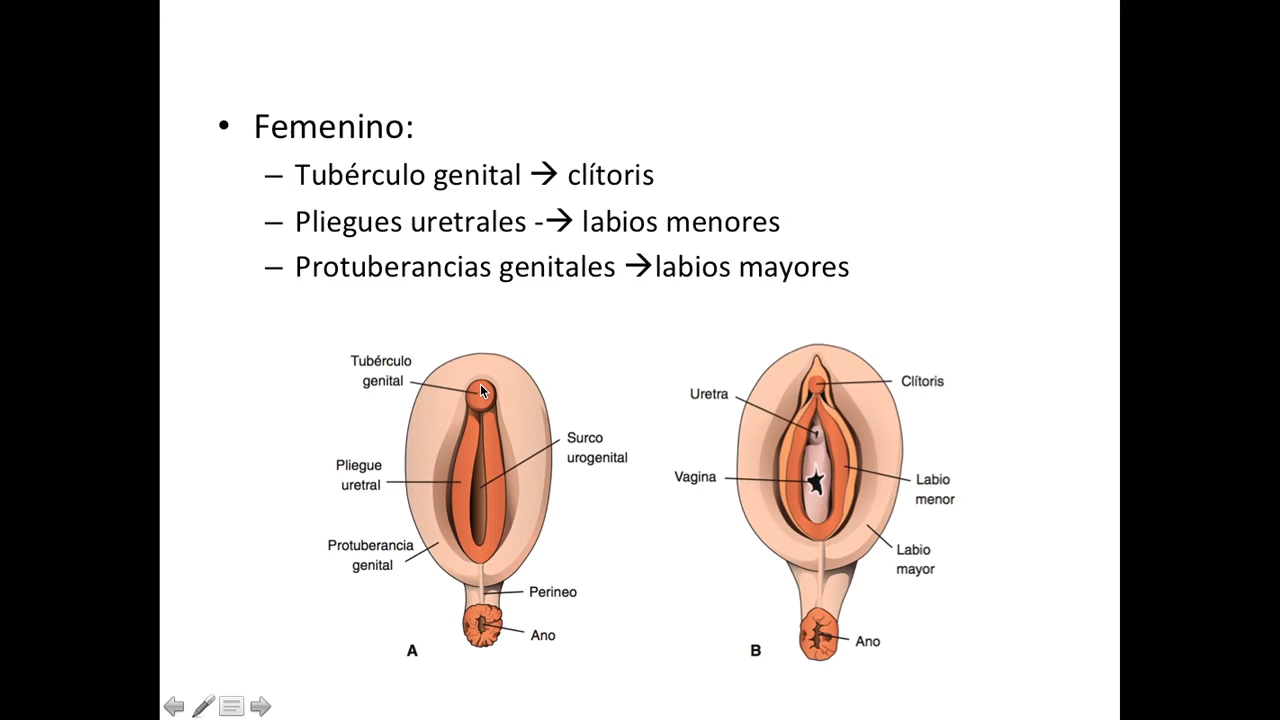 • Femenino:
– Tubérculo genital → clítoris
– Pliegues uretrales -→ labios menores
– Protuberancias genitales →labios mayores
Tubérculo
genital
Surco
urogenital
Pliegue
uretral
Protuberancia
genital
Perineo
Ano
A
Uretra
Clítoris
Vagina
Labio
menor
Labio
mayor
Ano
B